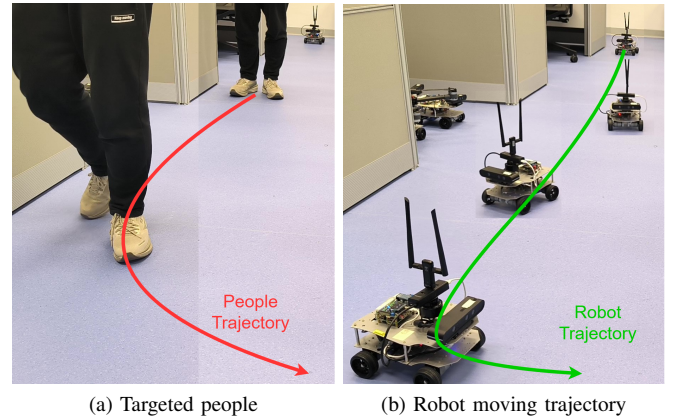 People
Trajectory
Robot
Trajectory
(a) Targeted people
(b) Robot moving trajectory